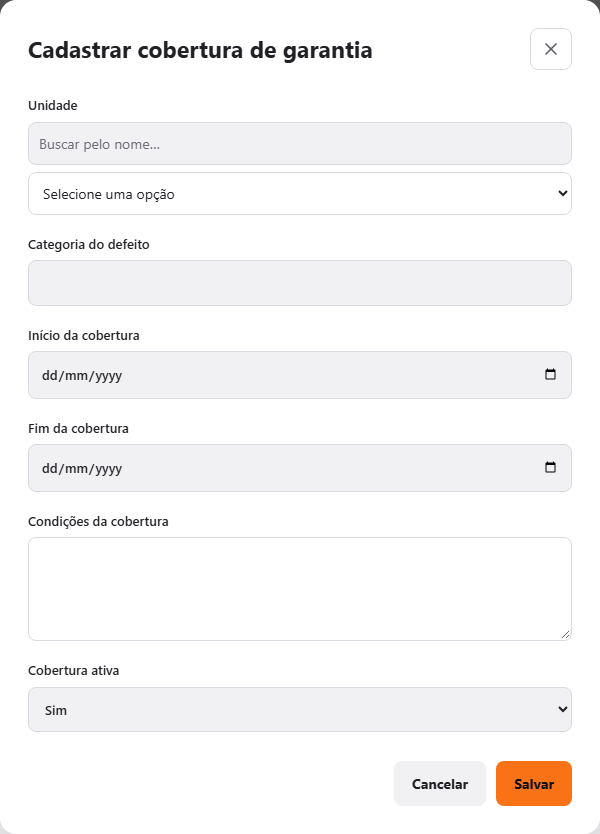 Cadastrar cobertura de garantia
Unidade
Buscar pelo nome...
Selecione uma opção
Categoria do defeito
Início da cobertura
dd/mm/yyyy
Fim da cobertura
dd/mm/yyyy
Condições da cobertura
Cobertura ativa
Sim
Cancelar
Salvar